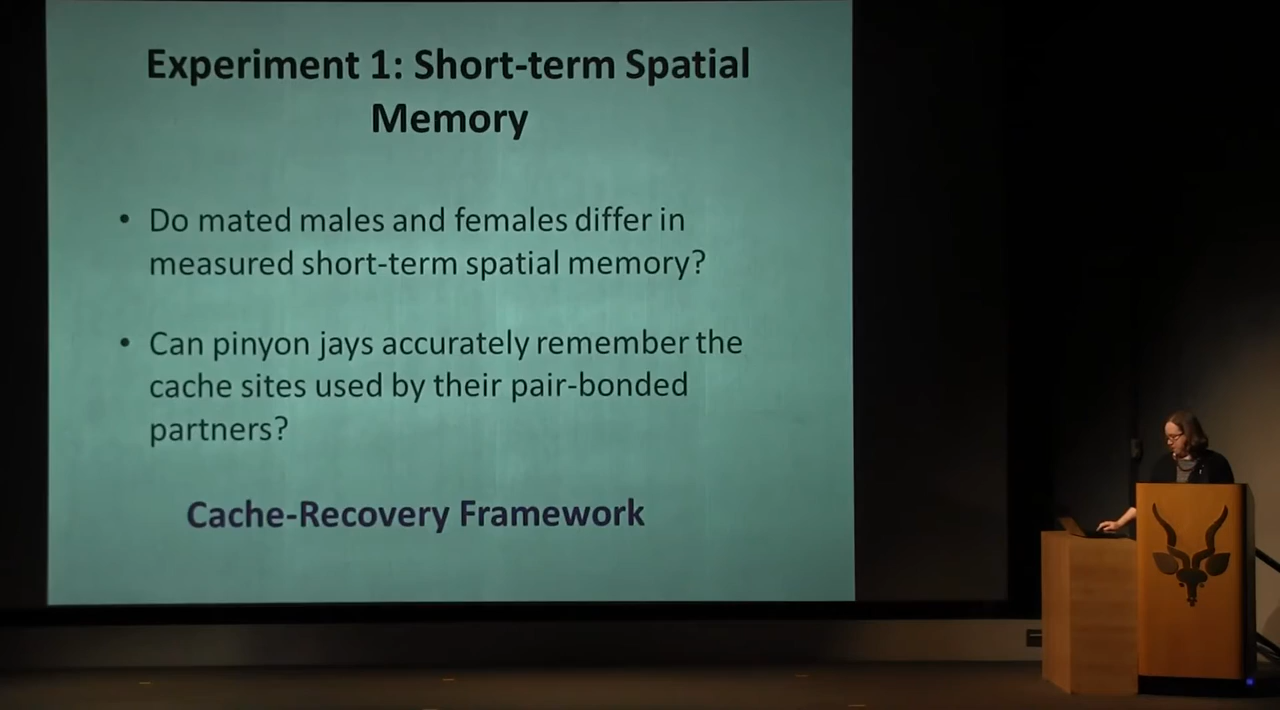 Experiment 1: Short-term Spatial
Memory
• Do mated males and females differ in
measured short-term spatial memory?
• Can pinyon jays accurately remember the
cache sites used by their pair-bonded
partners?
Cache-Recovery Framework